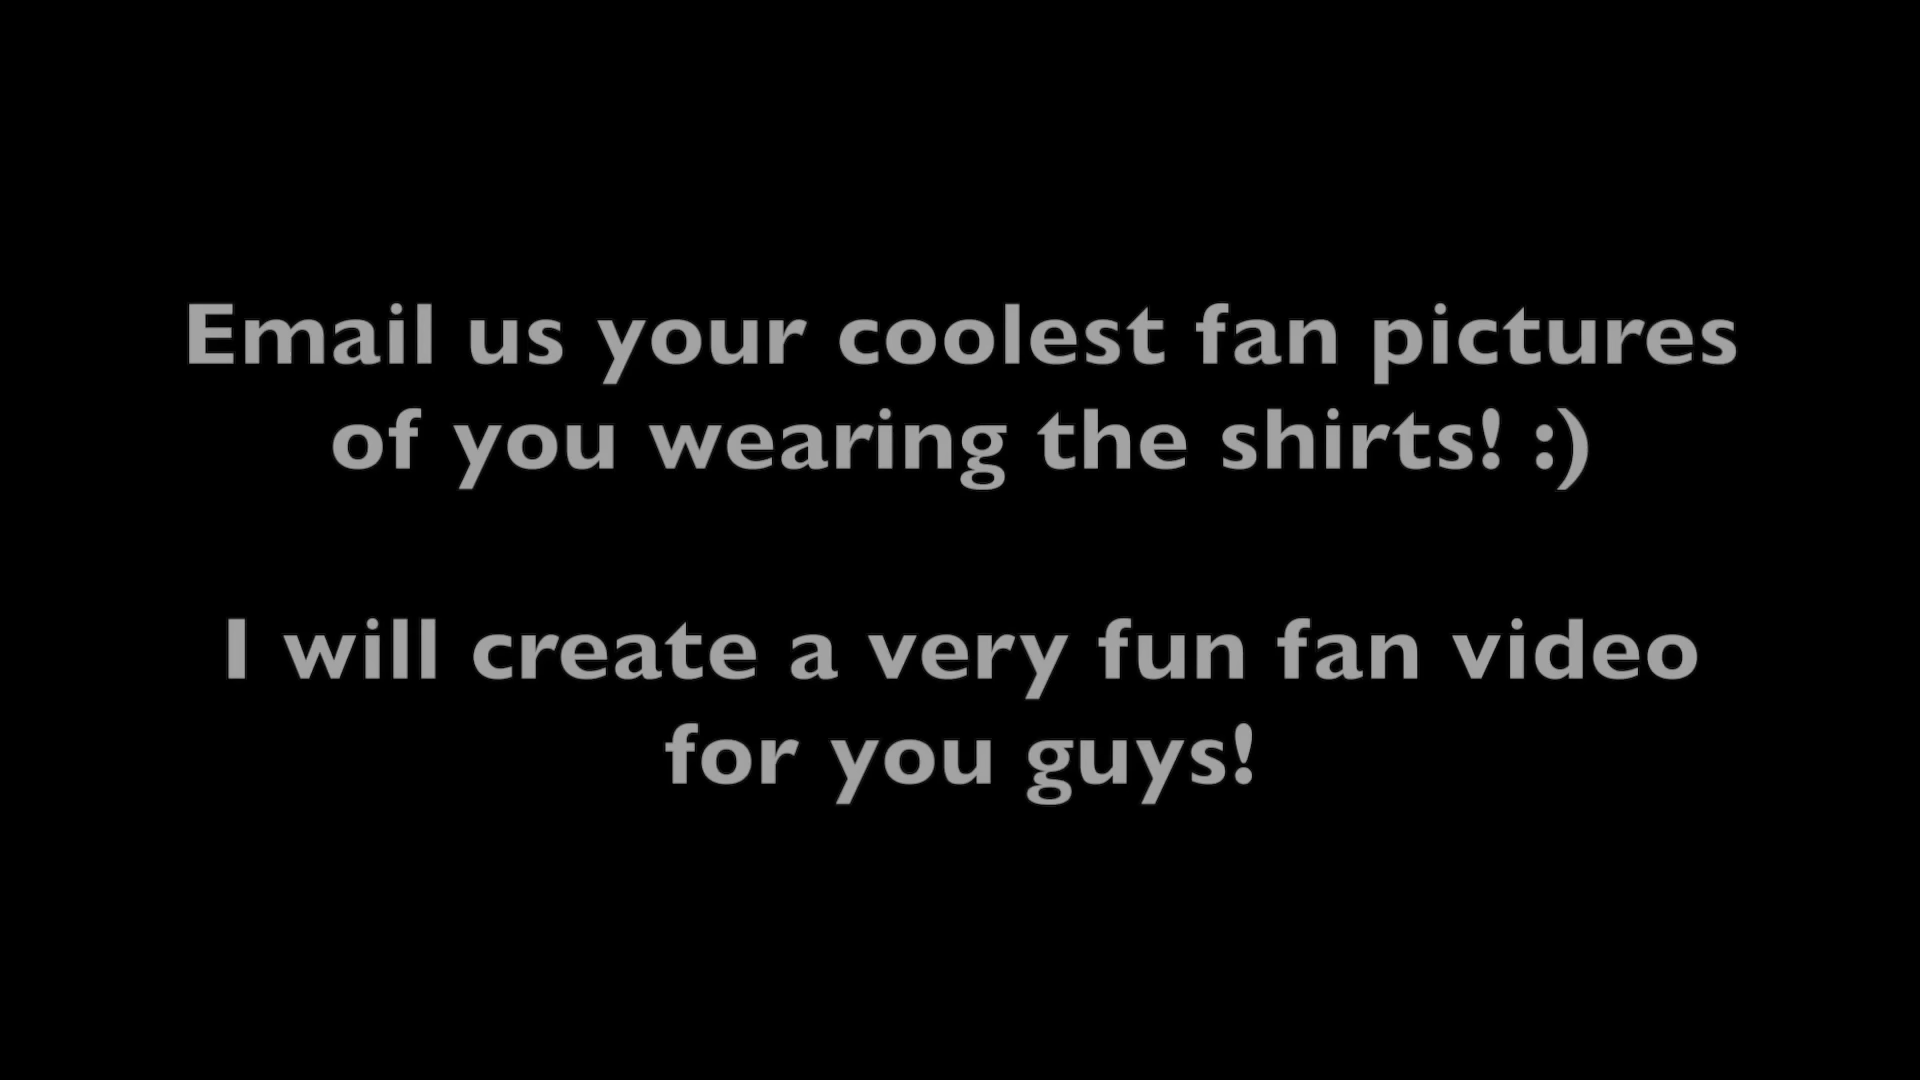 Email us your coolest fan pictures
of you wearing the shirts! :)
I will create a very fun fan video
for you guys!